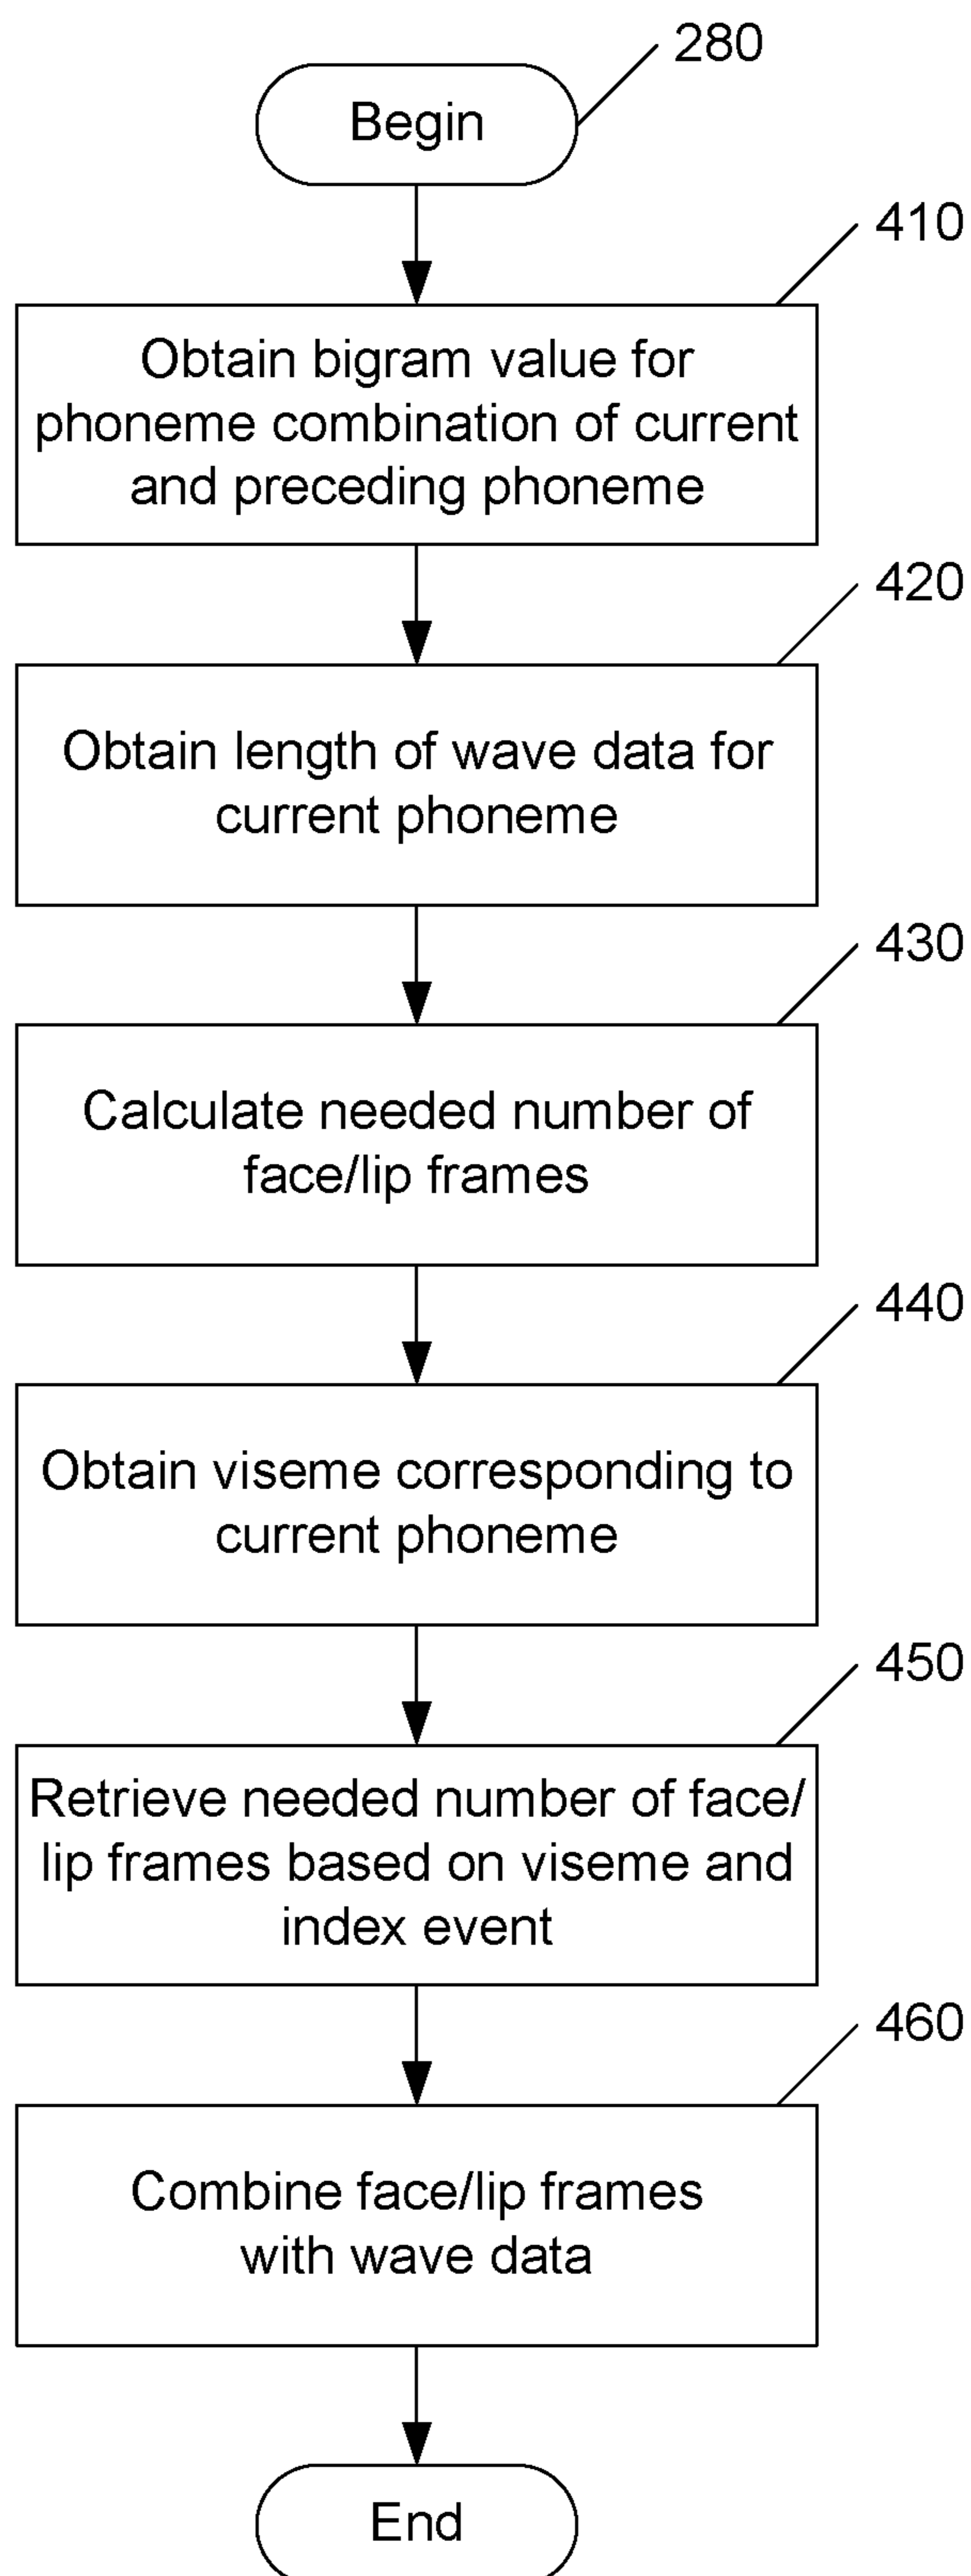 280
Begin
410
Obtain bigram value for
phoneme combination of current
and preceding phoneme
420
Obtain length of wave data for
current phoneme
430
Calculate needed number of
face/lip frames
440
Obtain viseme corresponding to
current phoneme
450
Retrieve needed number of face/
lip frames based on viseme and
index event
460
Combine face/lip frames
with wave data
End